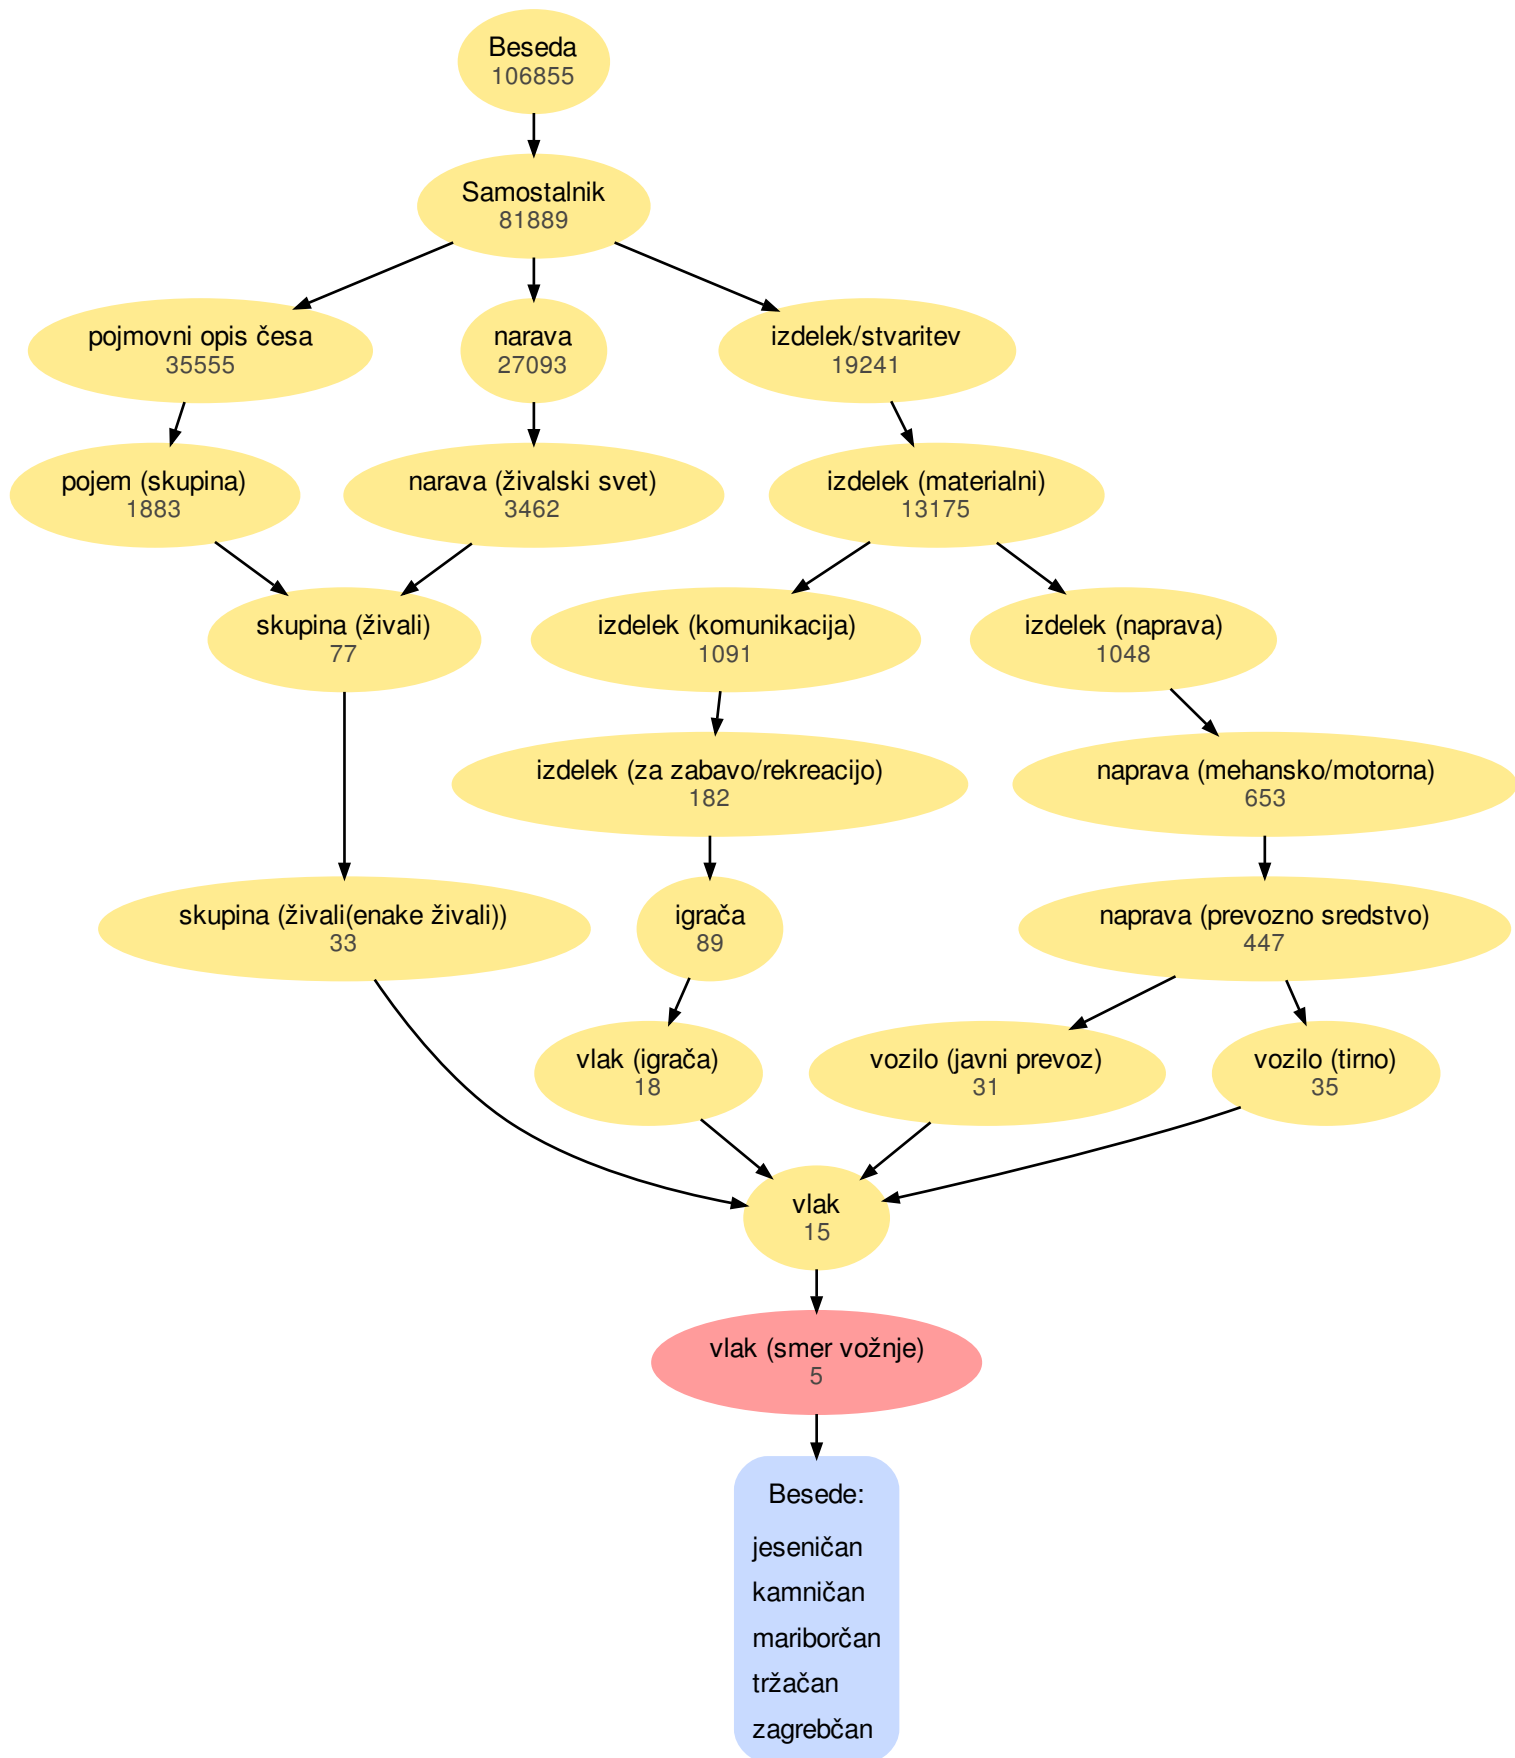 Beseda
106855
Samostalnik
81889
pojmovni opis česa
35555
narava
27093
izdelek/stvaritev
19241
pojem (skupina)
1883
narava (živalski svet)
3462
izdelek (materialni)
13175
skupina (živali)
77
izdelek (komunikacija)
1091
izdelek (naprava)
1048
izdelek (za zabavo/rekreacijo)
182
naprava (mehansko/motorna)
653
skupina (živali(enake živali))
33
igrača
89
naprava (prevozno sredstvo)
447
vlak (igrača)
18
vozilo (javni prevoz)
31
vozilo (tirno)
35
vlak
15
vlak (smer vožnje)
5
Besede:
jeseničan
kamničan
mariborčan
tržačan
zagrebčan